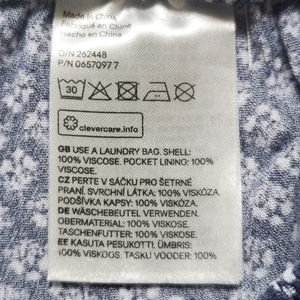 Made in China
Fabriqué en Chine
Hecho en China
O/N 262448
P/N 0657097 7
30
clevercare.info
GB USE A LAUNDRY BAG. SHELL:
100% VISCOSE. POCKET LINING: 100%
VISCOSE.
CZ PERTE V SÁČKU PRO ŠETRNÉ
PRANÍ. SVRCHNÍ LÁTKA: 100% VISKÓZA.
PODŠÍVKA KAPSY: 100% VISKÓZA.
DE WÄSCHEBEUTEL VERWENDEN.
OBERMATERIAL: 100% VISKOSE.
TASCHENFUTTER: 100% VISKOSE.
EE KASUTA PESUKOTTI. ÜMBRIS:
100% VISKOOS. TASKU VOODER: 100%